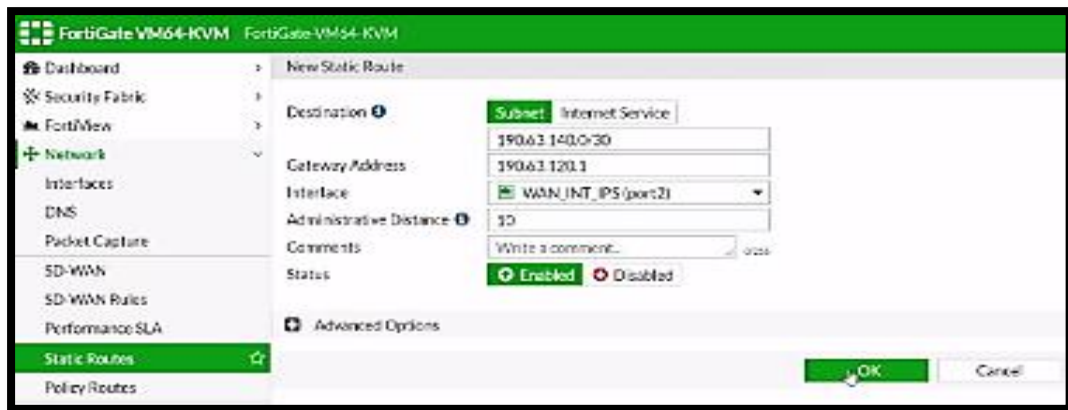 FortiGate VM64-KVM FortiGate-VM64-KVM
Dashboard
Security Fabric
FortiView
Network
Interfaces
DNS
Packet Capture
SD-WAN
SD-WAN Rules
Performance SLA
Static Routes
Policy Routes
New Static Route
Destination Subnet Internet Service
190.63.140.0/30
Gateway Address 190.63.120.1
Interface WAN_INT_IPS (port2)
Administrative Distance 10
Comments Write a comment...
Status Enabled Disabled
Advanced Options
OK Cancel